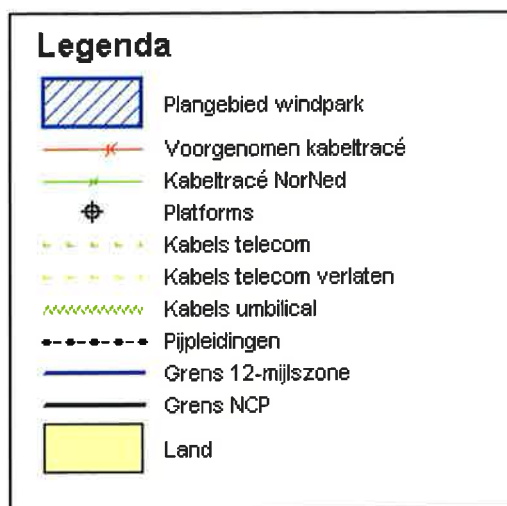 Legenda
Plangebied windpark
Voorgenomen kabeltracé
Kabeltracé NorNed
Platforms
Kabels telecom
Kabels telecom verlaten
Kabels umbilical
Pijpleidingen
Grens 12-mijlszone
Grens NCP
Land